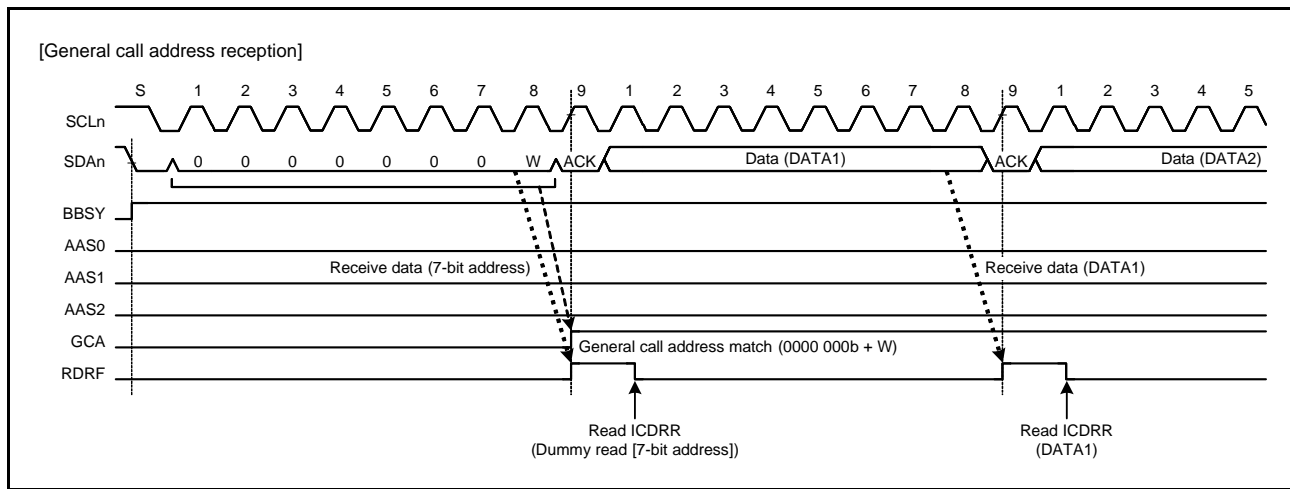 [General call address reception]
S 1 2 3 4 5 6 7 8 9 1 2 3 4 5 6 7 8 9 1 2 3 4 5
SCLn
SDAn 0 0 0 0 0 0 0 W ACK Data (DATA1) ACK Data (DATA2)
BBSY
AAS0
Receive data (7-bit address) Receive data (DATA1)
AAS1
AAS2
GCA
General call address match (0000 000b + W)
RDRF
Read ICDRR
(Dummy read [7-bit address])
Read ICDRR
(DATA1)